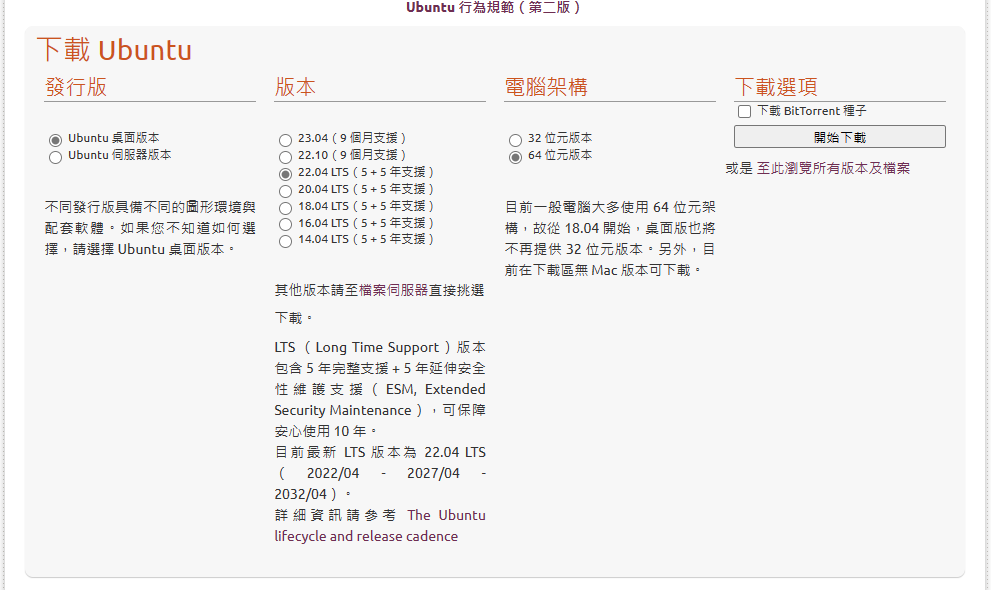 Ubuntu 行為規範（第二版）
下載 Ubuntu
發行版
Ubuntu 桌面版本
Ubuntu 伺服器版本
不同發行版具備不同的圖形環境與
配套軟體。如果您不知道如何選
擇，請選擇 Ubuntu 桌面版本。
版本
23.04（9 個月支援）
22.10（9 個月支援）
22.04 LTS（5 + 5 年支援）
20.04 LTS（5 + 5 年支援）
18.04 LTS（5 + 5 年支援）
16.04 LTS（5 + 5 年支援）
14.04 LTS（5 + 5 年支援）
其他版本請至檔案伺服器直接挑選
下載。
LTS （ Long Time Support ）版本
包含 5 年完整支援 + 5 年延伸安全
性維護支援（ ESM, Extended
Security Maintenance ），可保障
安心使用 10 年。
目前最新 LTS 版本為 22.04 LTS
（ 2022/04 - 2027/04 -
2032/04）。
詳細資訊請參考 The Ubuntu
lifecycle and release cadence
電腦架構
32 位元版本
64 位元版本
目前一般電腦大多使用 64 位元架
構，故從 18.04 開始，桌面版也將
不再提供 32 位元版本。另外，目
前在下載區無 Mac 版本可下載。
下載選項
下載 BitTorrent 種子
開始下載
或是 至此瀏覽所有版本及檔案